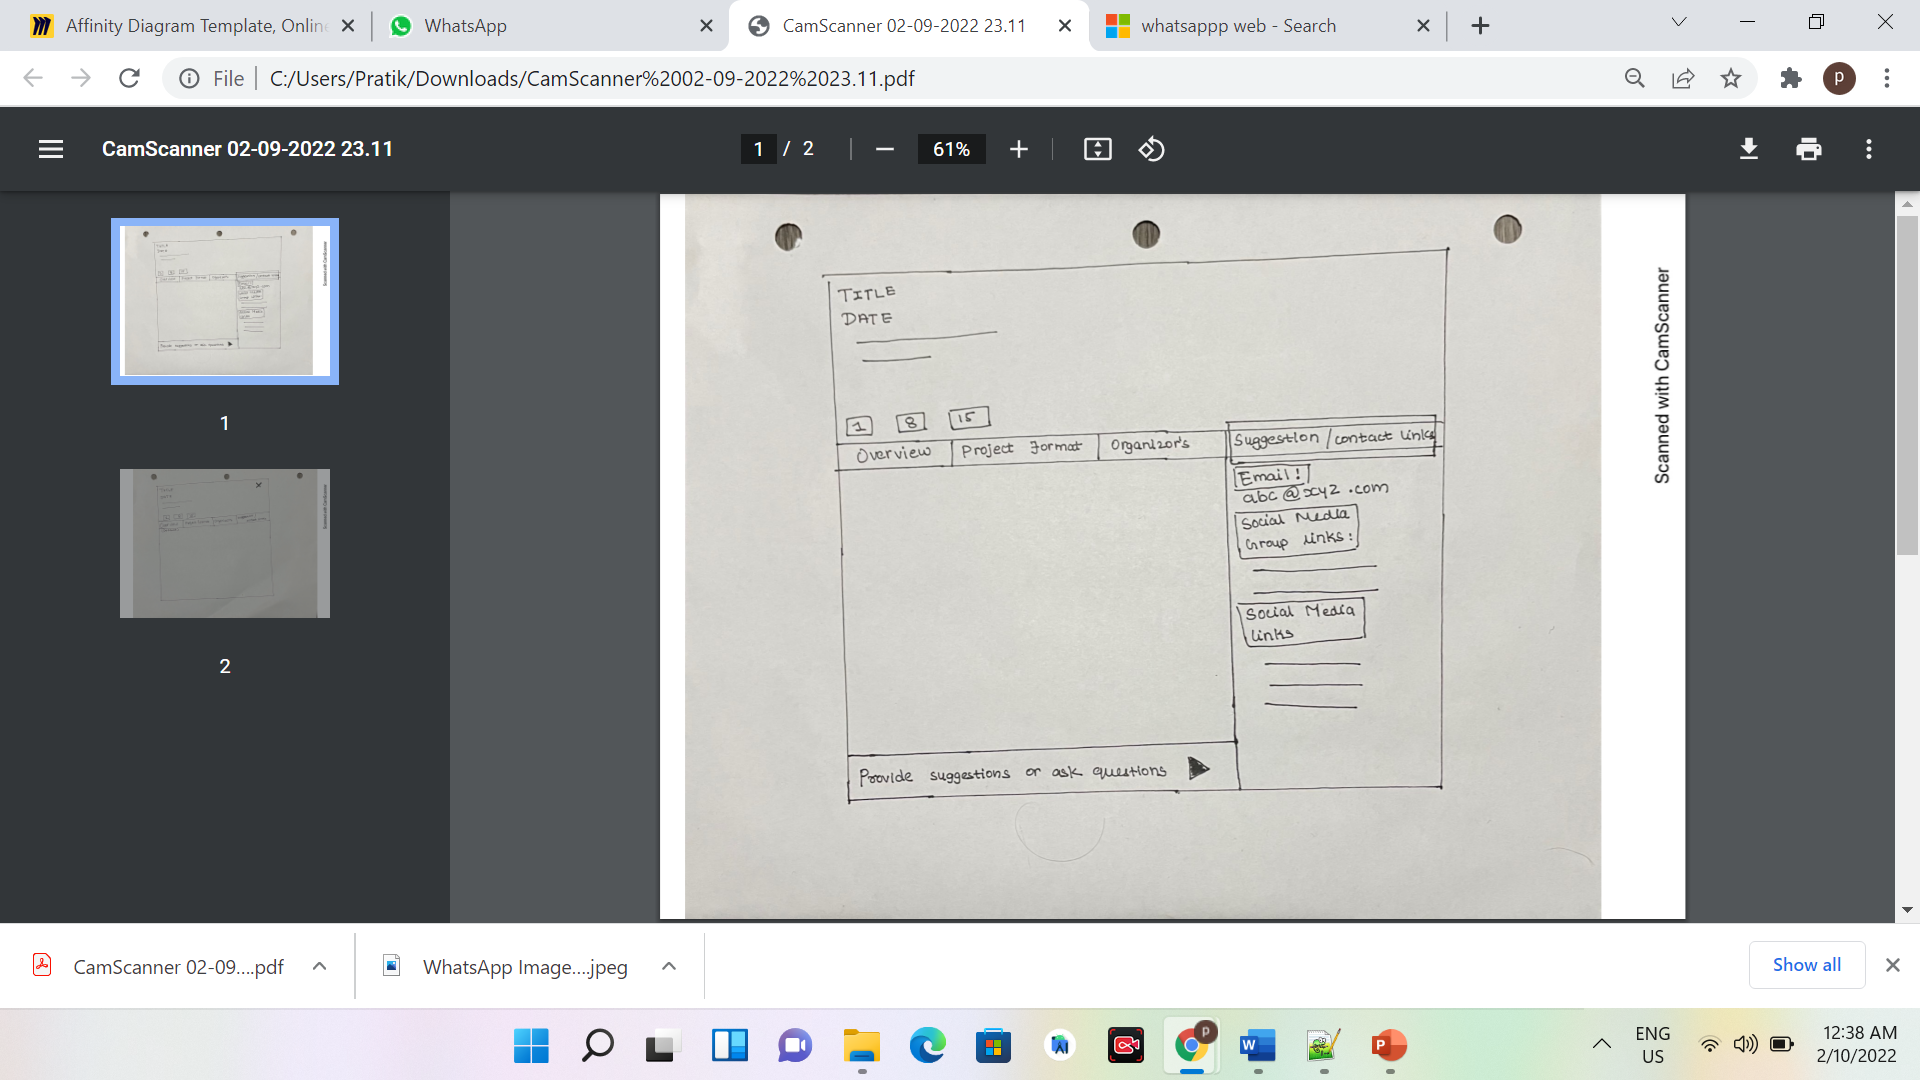 Affinity Diagram Template, Online
WhatsApp
CamScanner 02-09-2022 23.11
whatsappp web - Search
File
C:/Users/Pratik/Downloads/CamScanner%2002-09-2022%2023.11.pdf
p
CamScanner 02-09-2022 23.11
1 / 2
61%
1
2
TITLE
DATE
1 8 15
Overview
Project Format
Organizor's
Suggestion / contact links
Email!
abc@xyz.com
Social Media
Group links:
Social Media
links
Provide suggestions or ask questions
Scanned with CamScanner
CamScanner 02-09....pdf
WhatsApp Image....jpeg
Show all
ENG
US
12:38 AM
2/10/2022